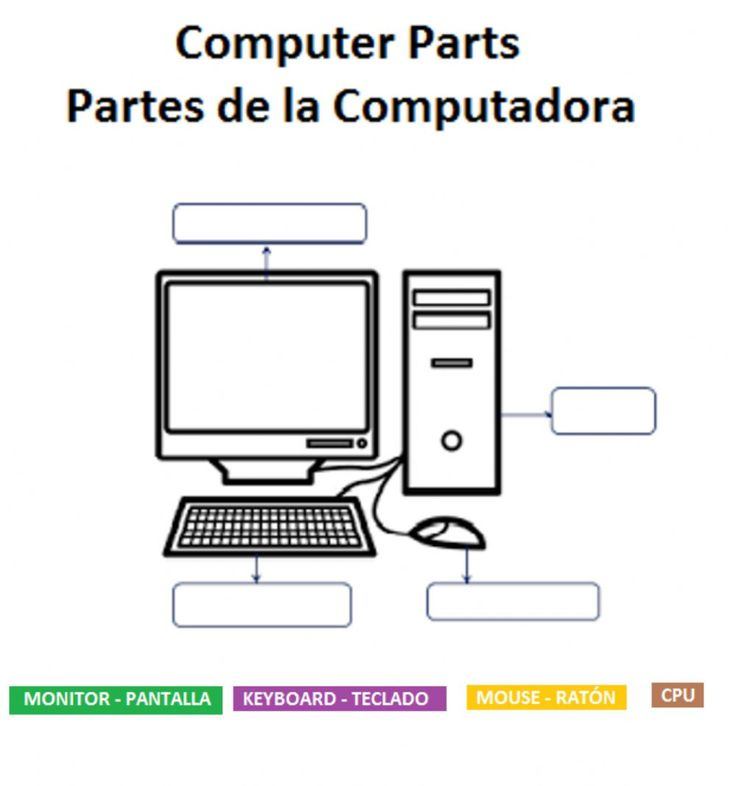 Computer Parts
Partes de la Computadora
MONITOR - PANTALLA
KEYBOARD - TECLADO
MOUSE - RATÓN
CPU